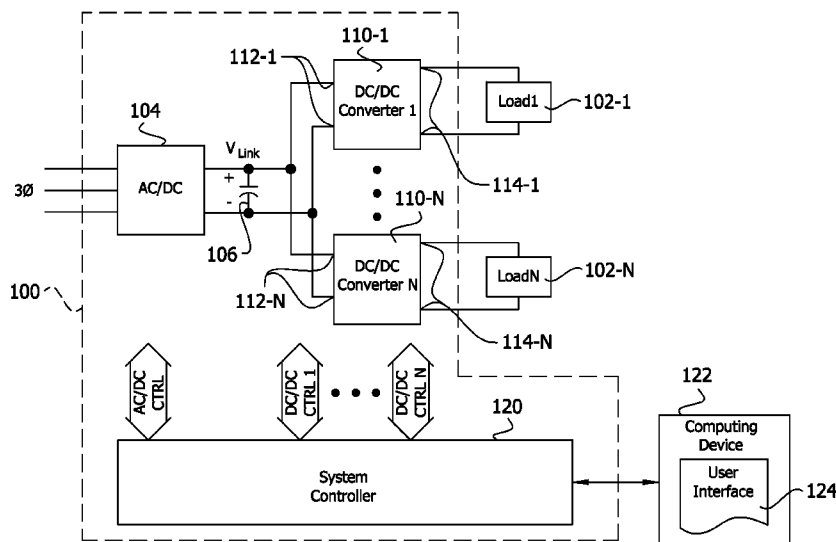 110-1
112-1
DC/DC
Converter 1
Load1
102-1
104
VLink
AC/DC
3Ø
+
-
106
114-1
110-N
DC/DC
Converter N
LoadN
102-N
100
112-N
114-N
AC/DC
CTRL
DC/DC
CTRL 1
DC/DC
CTRL N
120
System
Controller
122
Computing
Device
User
Interface
124